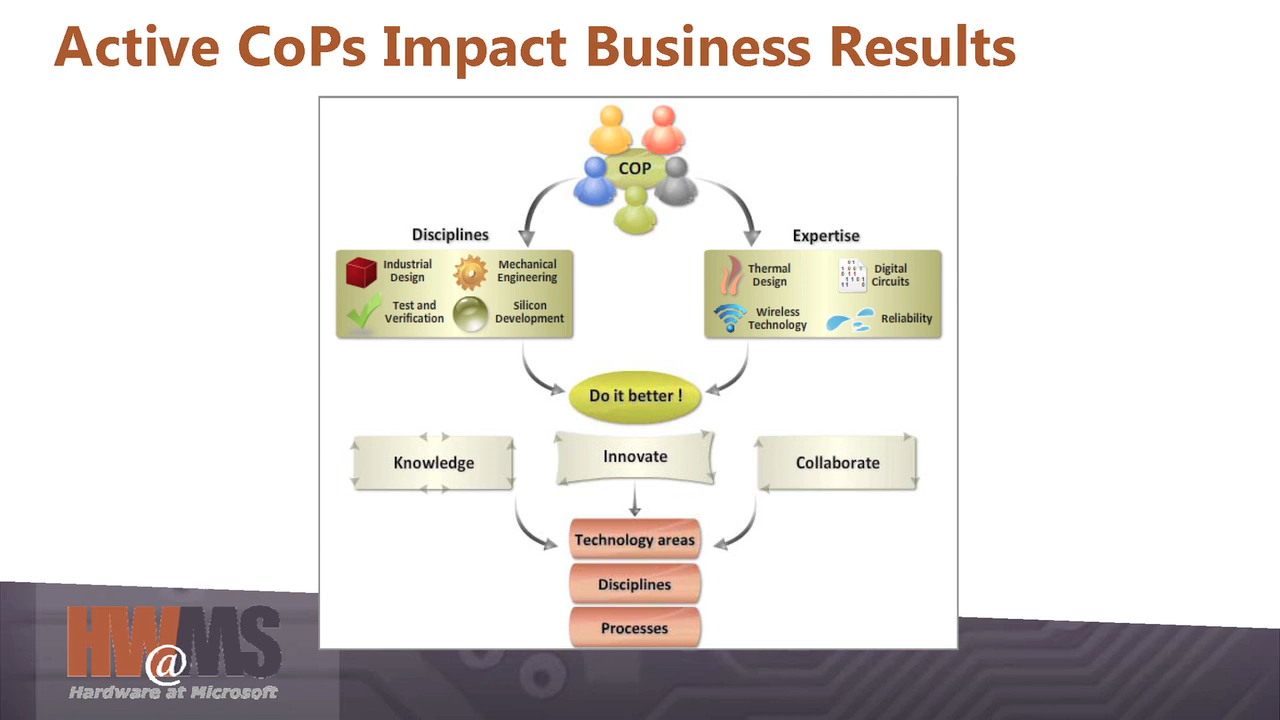 Active CoPs Impact Business Results
COP
Disciplines
Industrial
Design
Mechanical
Engineering
Test and
Verification
Silicon
Development
Expertise
Thermal
Design
Digital
Circuits
Wireless
Technology
Reliability
Do it better !
Knowledge
Innovate
Collaborate
Technology areas
Disciplines
Processes
HW@MS
Hardware at Microsoft